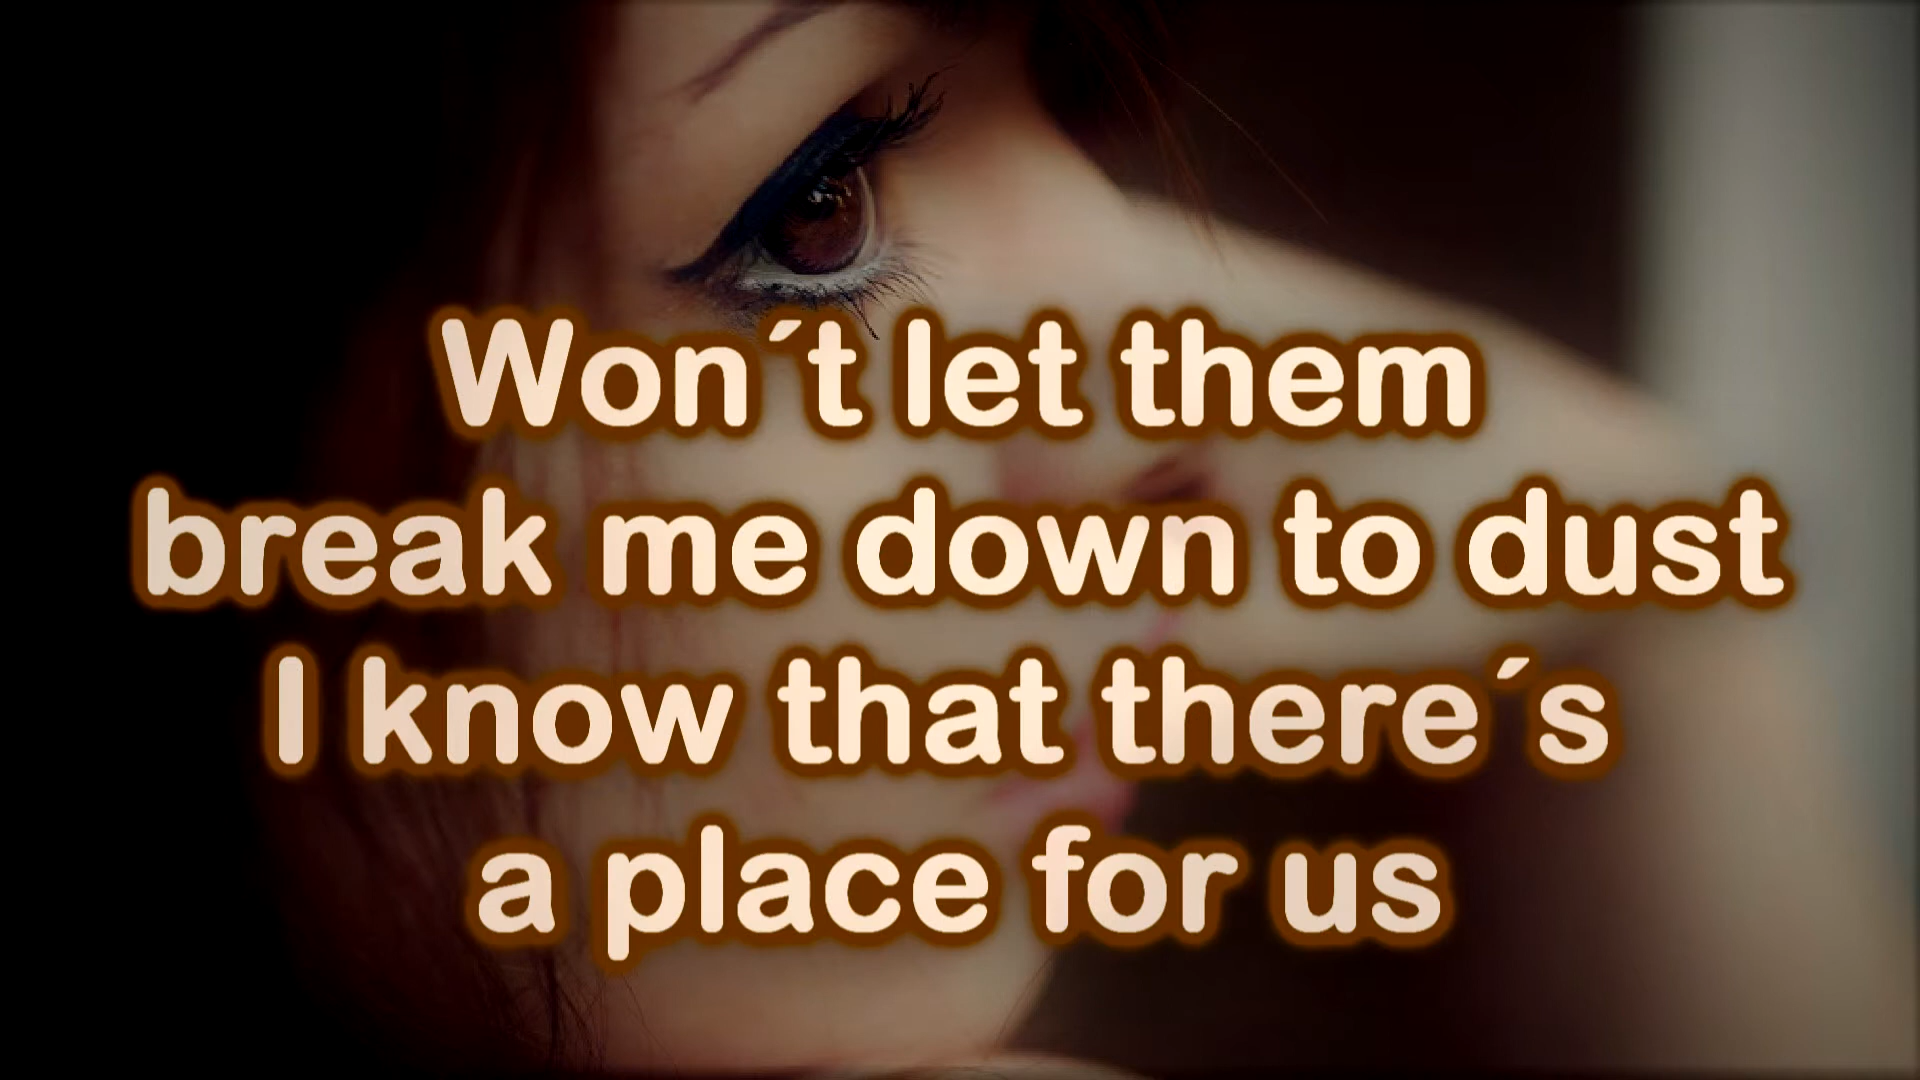 Won´t let them
break me down to dust
I know that there´s
a place for us